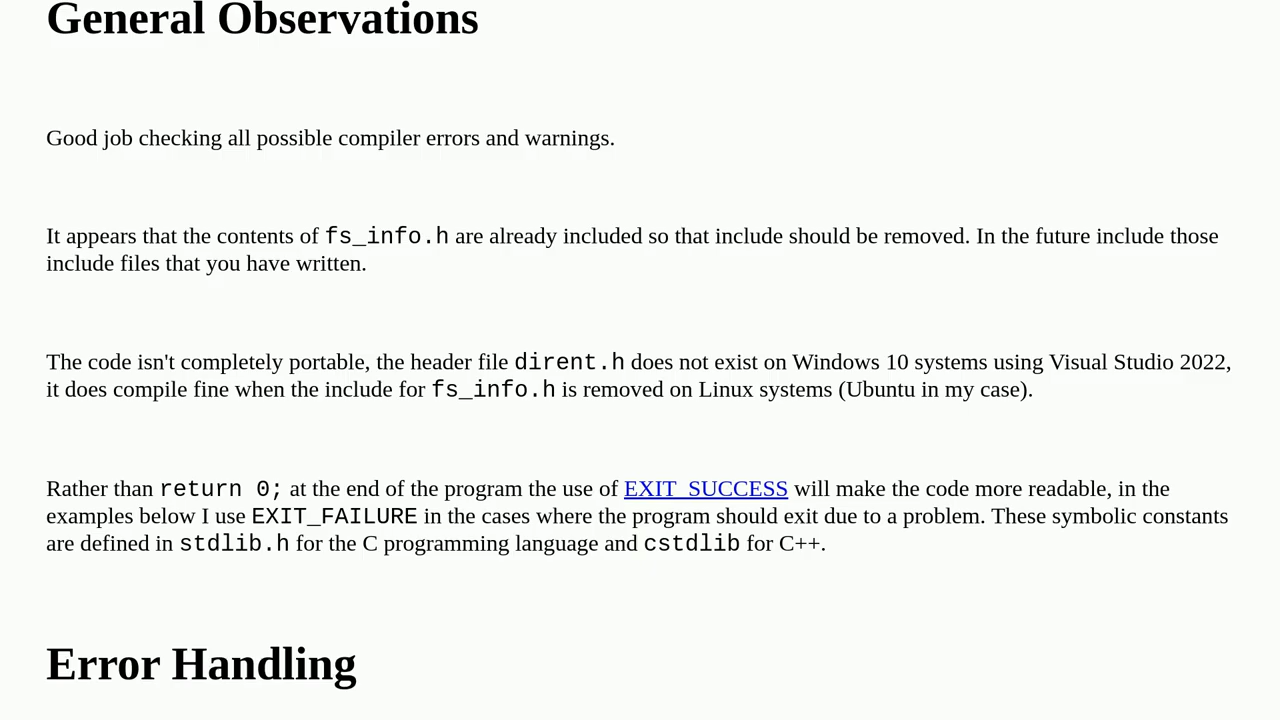 General Observations
Good job checking all possible compiler errors and warnings.
It appears that the contents of fs_info.h are already included so that include should be removed. In the future include those
include files that you have written.
The code isn't completely portable, the header file dirent.h does not exist on Windows 10 systems using Visual Studio 2022,
it does compile fine when the include for fs_info.h is removed on Linux systems (Ubuntu in my case).
Rather than return 0; at the end of the program the use of EXIT_SUCCESS will make the code more readable, in the
examples below I use EXIT_FAILURE in the cases where the program should exit due to a problem. These symbolic constants
are defined in stdlib.h for the C programming language and cstdlib for C++.
Error Handling